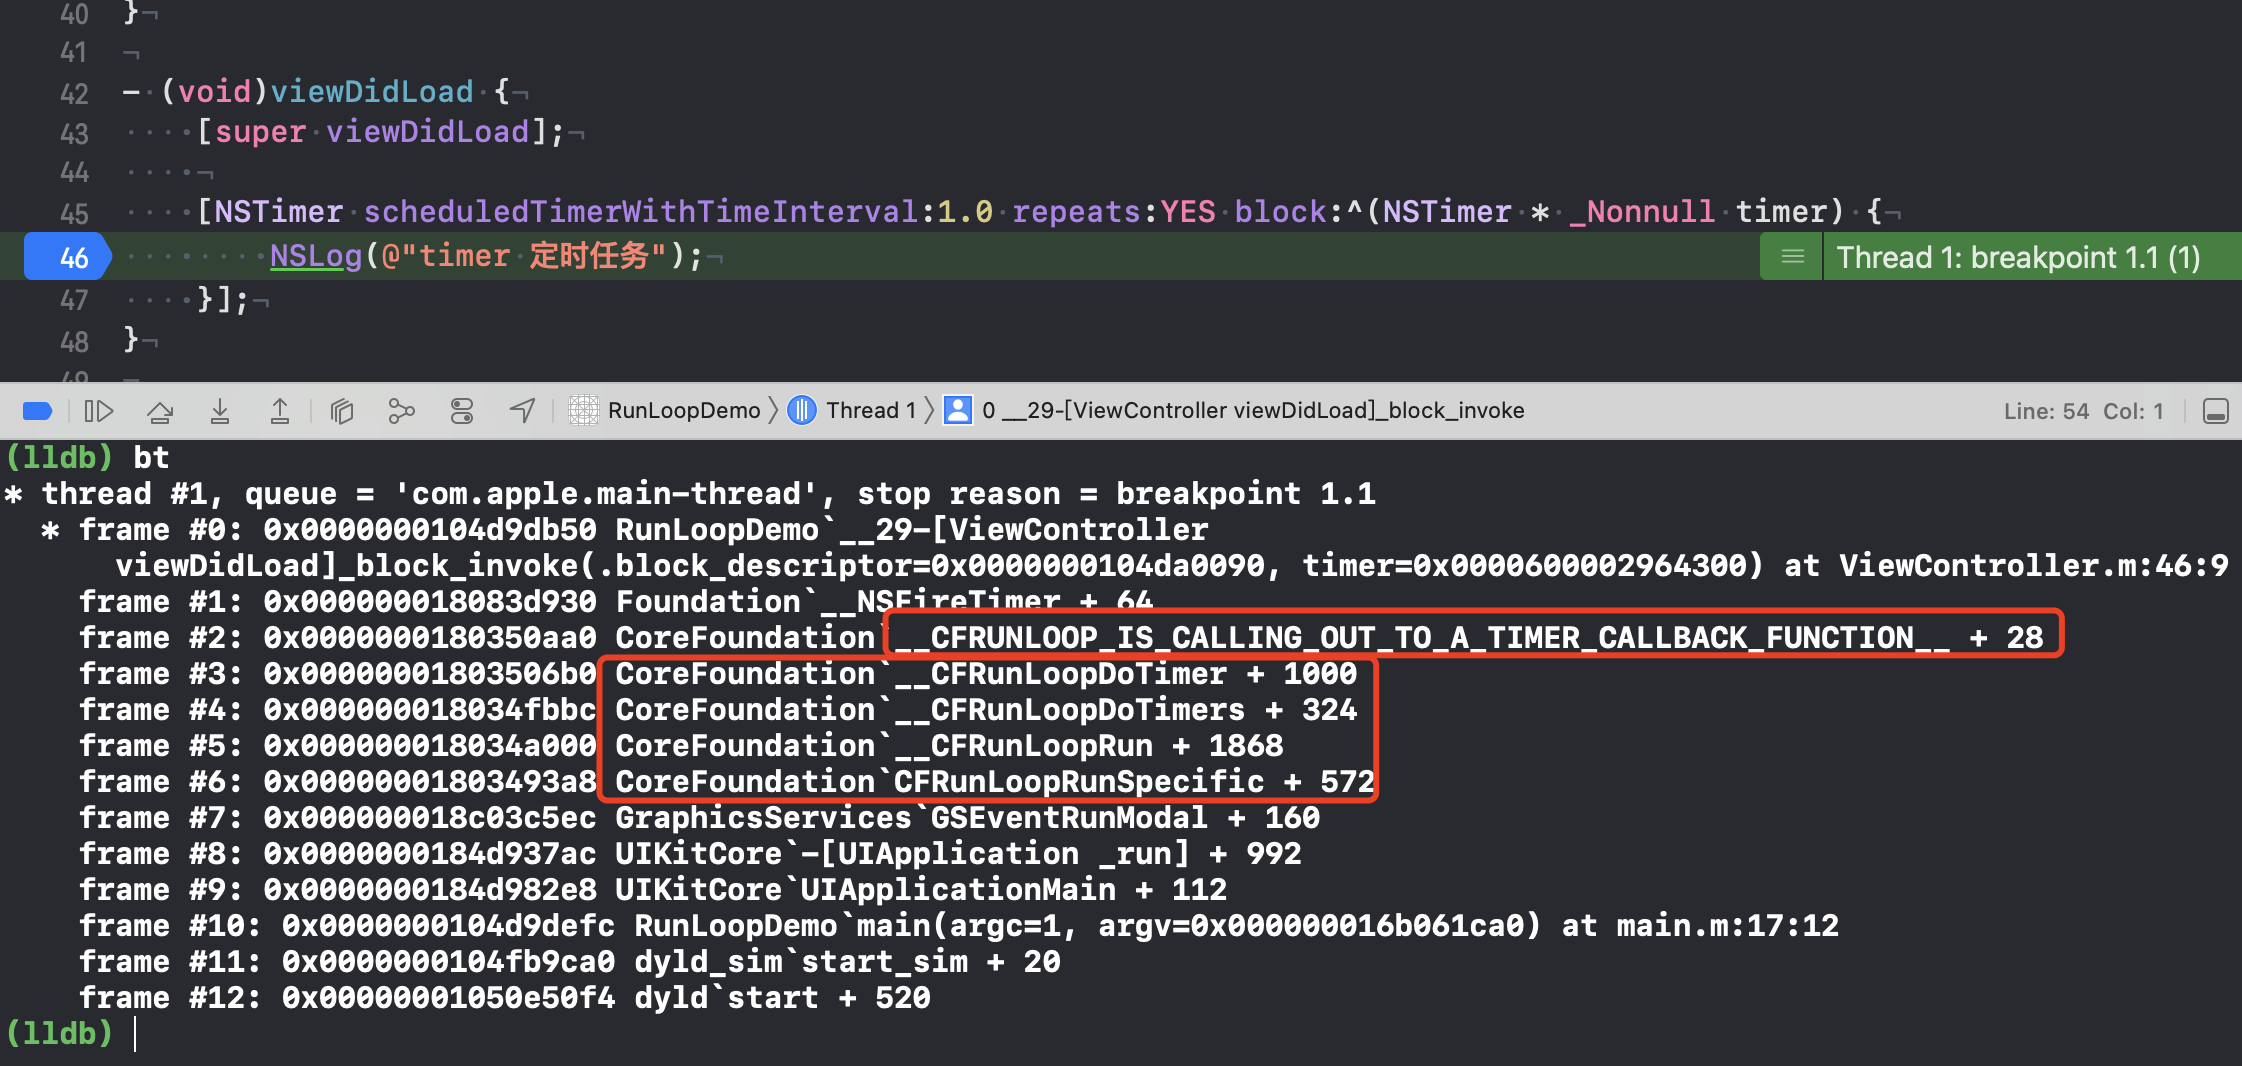 40 }
41
42 - (void)viewDidLoad {
43 [super viewDidLoad];
44
45 [NSTimer scheduledTimerWithTimeInterval:1.0 repeats:YES block:^(NSTimer * _Nonnull timer) {
46 NSLog(@"timer 定时任务"); Thread 1: breakpoint 1.1 (1)
47 }];
48 }
49
RunLoopDemo Thread 1 0 __29-[ViewController viewDidLoad]_block_invoke Line: 54 Col: 1
(lldb) bt
* thread #1, queue = 'com.apple.main-thread', stop reason = breakpoint 1.1
* frame #0: 0x0000000104d9db50 RunLoopDemo`__29-[ViewController
viewDidLoad]_block_invoke(.block_descriptor=0x0000000104da0090, timer=0x0000600002964300) at ViewController.m:46:9
frame #1: 0x000000018083d930 Foundation`__NSFireTimer + 64
frame #2: 0x0000000180350aa0 CoreFoundation`__CFRUNLOOP_IS_CALLING_OUT_TO_A_TIMER_CALLBACK_FUNCTION__ + 28
frame #3: 0x00000001803506b0 CoreFoundation`__CFRunLoopDoTimer + 1000
frame #4: 0x000000018034fbbc CoreFoundation`__CFRunLoopDoTimers + 324
frame #5: 0x000000018034a000 CoreFoundation`__CFRunLoopRun + 1868
frame #6: 0x00000001803493a8 CoreFoundation`CFRunLoopRunSpecific + 572
frame #7: 0x000000018c03c5ec GraphicsServices`GSEventRunModal + 160
frame #8: 0x0000000184d937ac UIKitCore`-[UIApplication _run] + 992
frame #9: 0x0000000184d982e8 UIKitCore`UIApplicationMain + 112
frame #10: 0x0000000104d9defc RunLoopDemo`main(argc=1, argv=0x000000016b061ca0) at main.m:17:12
frame #11: 0x0000000104fb9ca0 dyld_sim`start_sim + 20
frame #12: 0x00000001050e50f4 dyld`start + 520
(lldb)